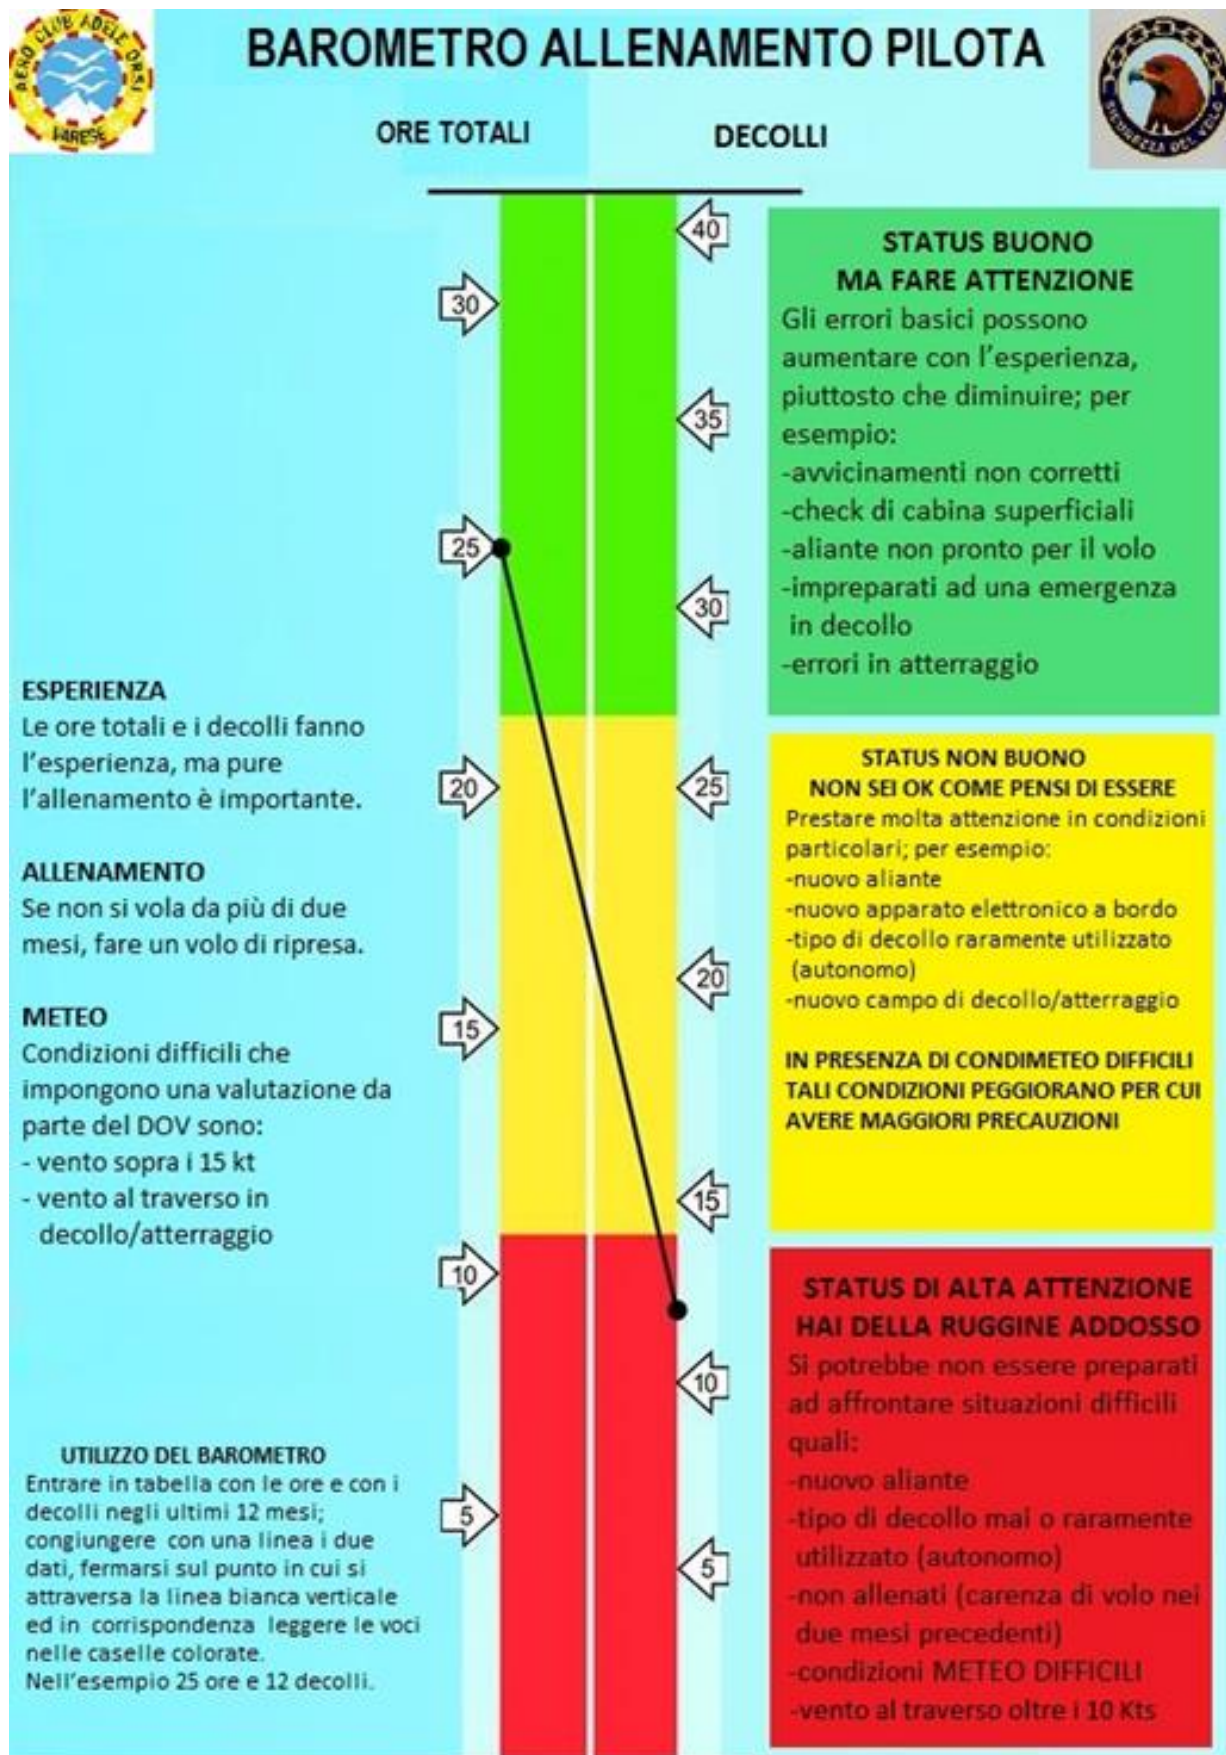 AERO CLUB ADELE ORSI
VARESE
BAROMETRO ALLENAMENTO PILOTA
SICUREZZA DEL VOLO
ORE TOTALI
DECOLLI
40
30
35
25
30
20
25
20
15
15
10
10
5
5
STATUS BUONO
MA FARE ATTENZIONE
Gli errori basici possono
aumentare con l'esperienza,
piuttosto che diminuire; per
esempio:
-avvicinamenti non corretti
-check di cabina superficiali
-aliante non pronto per il volo
-impreparati ad una emergenza
in decollo
-errori in atterraggio
ESPERIENZA
Le ore totali e i decolli fanno
l'esperienza, ma pure
l'allenamento è importante.
ALLENAMENTO
Se non si vola da più di due
mesi, fare un volo di ripresa.
METEO
Condizioni difficili che
impongono una valutazione da
parte del DOV sono:
- vento sopra i 15 kt
- vento al traverso in
decollo/atterraggio
STATUS NON BUONO
NON SEI OK COME PENSI DI ESSERE
Prestare molta attenzione in condizioni
particolari; per esempio:
-nuovo aliante
-nuovo apparato elettronico a bordo
-tipo di decollo raramente utilizzato
(autonomo)
-nuovo campo di decollo/atterraggio
IN PRESENZA DI CONDIMETEO DIFFICILI
TALI CONDIZIONI PEGGIORANO PER CUI
AVERE MAGGIORI PRECAUZIONI
STATUS DI ALTA ATTENZIONE
HAI DELLA RUGGINE ADDOSSO
Si potrebbe non essere preparati
ad affrontare situazioni difficili
quali:
-nuovo aliante
-tipo di decollo mai o raramente
utilizzato (autonomo)
-non allenati (carenza di volo nei
due mesi precedenti)
-condizioni METEO DIFFICILI
-vento al traverso oltre i 10 Kts
UTILIZZO DEL BAROMETRO
Entrare in tabella con le ore e con i
decolli negli ultimi 12 mesi;
congiungere con una linea i due
dati, fermarsi sul punto in cui si
attraversa la linea bianca verticale
ed in corrispondenza leggere le voci
nelle caselle colorate.
Nell'esempio 25 ore e 12 decolli.